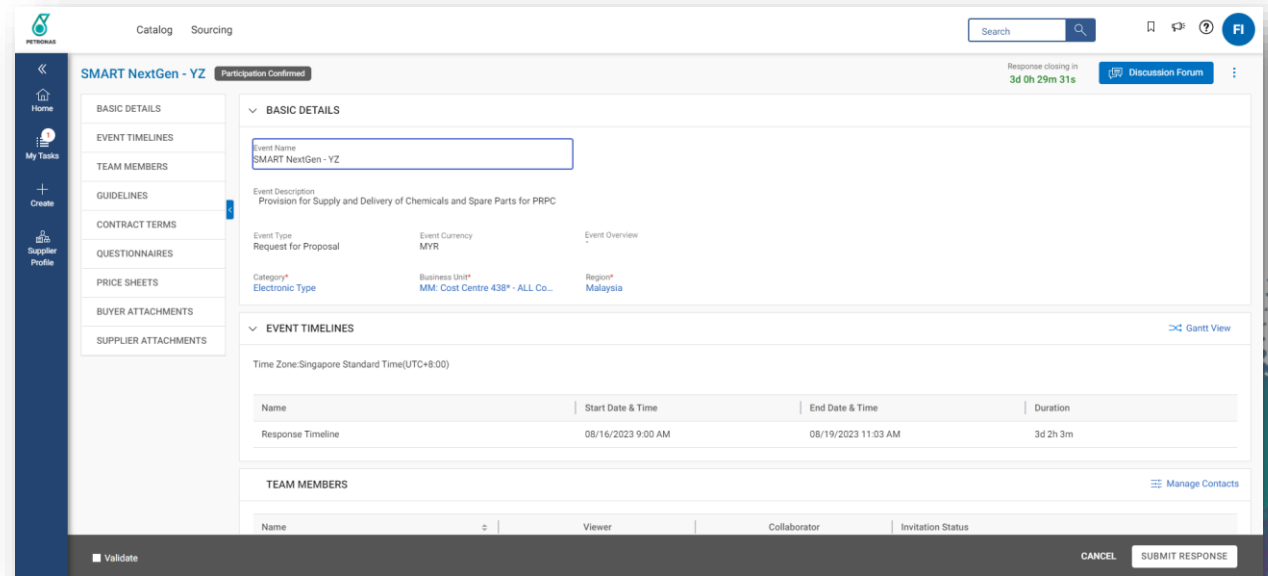 PETRONAS
Catalog Sourcing
Search
FI
SMART NextGen - YZ Participation Confirmed
Response closing in
3d 0h 29m 31s
Discussion Forum
Home
1
My Tasks
Create
Supplier
Profile
BASIC DETAILS
EVENT TIMELINES
TEAM MEMBERS
GUIDELINES
CONTRACT TERMS
QUESTIONNAIRES
PRICE SHEETS
BUYER ATTACHMENTS
SUPPLIER ATTACHMENTS
BASIC DETAILS
Event Name
SMART NextGen - YZ
Event Description
Provision for Supply and Delivery of Chemicals and Spare Parts for PRPC
Event Type Event Currency Event Overview
Request for Proposal MYR -
Category* Business Unit* Region*
Electronic Type MM: Cost Centre 438* - ALL Co... Malaysia
EVENT TIMELINES Gantt View
Time Zone:Singapore Standard Time(UTC+8:00)
Name Start Date & Time End Date & Time Duration
Response Timeline 08/16/2023 9:00 AM 08/19/2023 11:03 AM 3d 2h 3m
TEAM MEMBERS Manage Contacts
Name Viewer Collaborator Invitation Status
Validate CANCEL SUBMIT RESPONSE